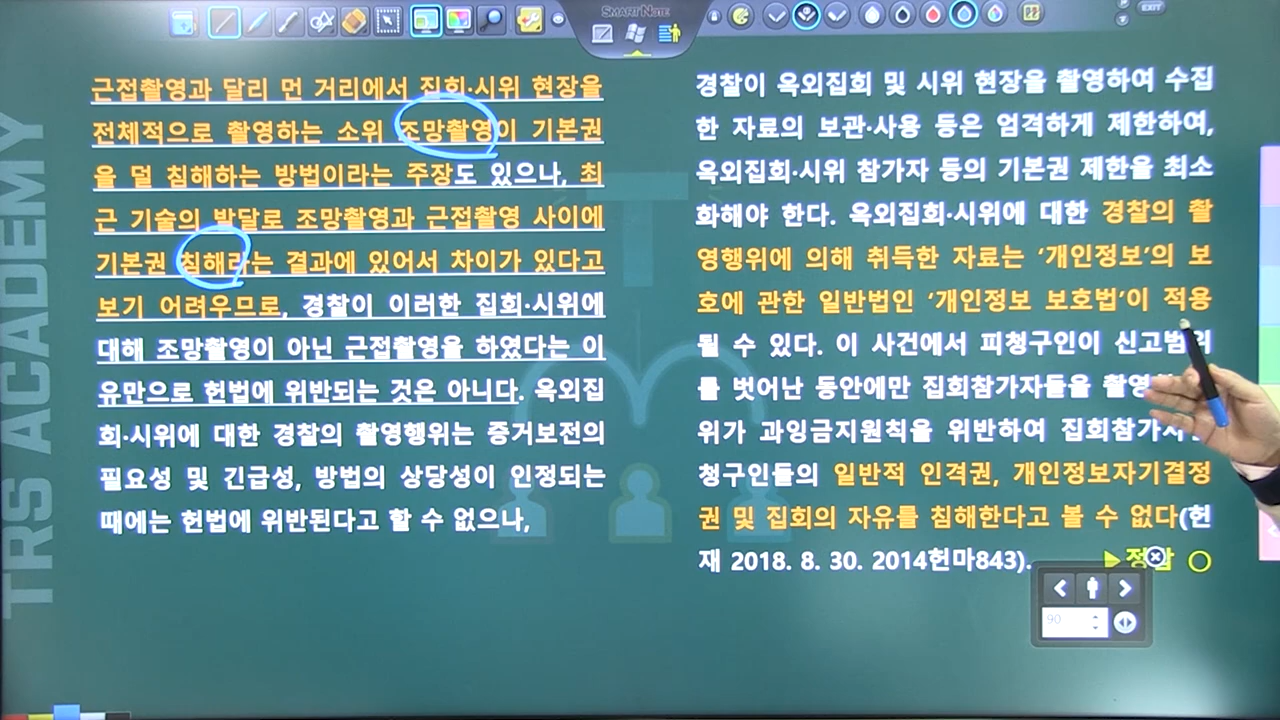 SMARTNOTE
EXIT
TRS ACADEMY
근접촬영과 달리 먼 거리에서 집회·시위 현장을
전체적으로 촬영하는 소위 조망촬영이 기본권
을 덜 침해하는 방법이라는 주장도 있으나, 최
근 기술의 발달로 조망촬영과 근접촬영 사이에
기본권 침해라는 결과에 있어서 차이가 있다고
보기 어려우므로, 경찰이 이러한 집회·시위에
대해 조망촬영이 아닌 근접촬영을 하였다는 이
유만으로 헌법에 위반되는 것은 아니다. 옥외집
회·시위에 대한 경찰의 촬영행위는 증거보전의
필요성 및 긴급성, 방법의 상당성이 인정되는
때에는 헌법에 위반된다고 할 수 없으나,
경찰이 옥외집회 및 시위 현장을 촬영하여 수집
한 자료의 보관·사용 등은 엄격하게 제한하여,
옥외집회·시위 참가자 등의 기본권 제한을 최소
화해야 한다. 옥외집회·시위에 대한 경찰의 촬
영행위에 의해 취득한 자료는 ‘개인정보’의 보
호에 관한 일반법인 ‘개인정보 보호법’이 적용
될 수 있다. 이 사건에서 피청구인이 신고범위
를 벗어난 동안에만 집회참가자들을 촬영
위가 과잉금지원칙을 위반하여 집회참가자
청구인들의 일반적 인격권, 개인정보자기결정
권 및 집회의 자유를 침해한다고 볼 수 없다(헌
재 2018. 8. 30. 2014헌마843). ▶정답 ○
90